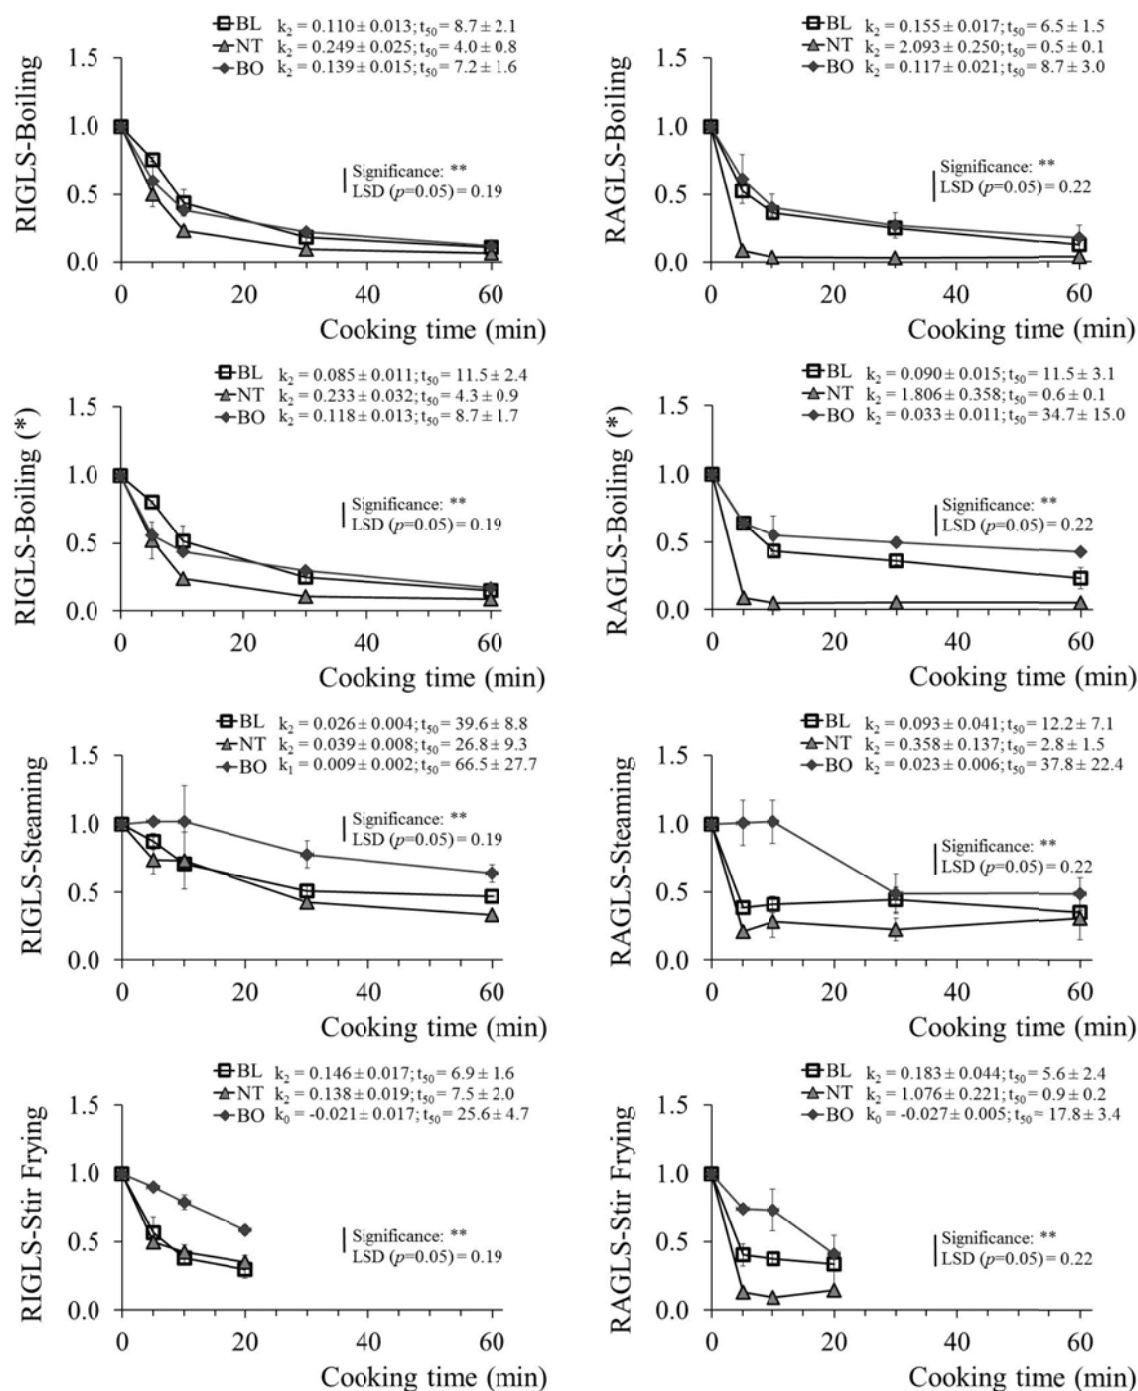 BL k₂ = 0.110 ± 0.013; t₅₀ = 8.7 ± 2.1
NT k₂ = 0.249 ± 0.025; t₅₀ = 4.0 ± 0.8
BO k₂ = 0.139 ± 0.015; t₅₀ = 7.2 ± 1.6
RIGLS-Boiling
1.5
1.0
0.5
0.0
Significance: **
LSD (p=0.05) = 0.19
0 20 40 60
Cooking time (min)
BL k₂ = 0.155 ± 0.017; t₅₀ = 6.5 ± 1.5
NT k₂ = 2.093 ± 0.250; t₅₀ = 0.5 ± 0.1
BO k₂ = 0.117 ± 0.021; t₅₀ = 8.7 ± 3.0
RAGLS-Boiling
1.5
1.0
0.5
0.0
Significance: **
LSD (p=0.05) = 0.22
0 20 40 60
Cooking time (min)
BL k₂ = 0.085 ± 0.011; t₅₀ = 11.5 ± 2.4
NT k₂ = 0.233 ± 0.032; t₅₀ = 4.3 ± 0.9
BO k₂ = 0.118 ± 0.013; t₅₀ = 8.7 ± 1.7
RIGLS-Boiling (*)
1.5
1.0
0.5
0.0
Significance: **
LSD (p=0.05) = 0.19
0 20 40 60
Cooking time (min)
BL k₂ = 0.090 ± 0.015; t₅₀ = 11.5 ± 3.1
NT k₂ = 1.806 ± 0.358; t₅₀ = 0.6 ± 0.1
BO k₂ = 0.033 ± 0.011; t₅₀ = 34.7 ± 15.0
RAGLS-Boiling (*)
1.5
1.0
0.5
0.0
Significance: **
LSD (p=0.05) = 0.22
0 20 40 60
Cooking time (min)
BL k₂ = 0.026 ± 0.004; t₅₀ = 39.6 ± 8.8
NT k₂ = 0.039 ± 0.008; t₅₀ = 26.8 ± 9.3
BO k₁ = 0.009 ± 0.002; t₅₀ = 66.5 ± 27.7
RIGLS-Steaming
1.5
1.0
0.5
0.0
Significance: **
LSD (p=0.05) = 0.19
0 20 40 60
Cooking time (min)
BL k₂ = 0.093 ± 0.041; t₅₀ = 12.2 ± 7.1
NT k₂ = 0.358 ± 0.137; t₅₀ = 2.8 ± 1.5
BO k₂ = 0.023 ± 0.006; t₅₀ = 37.8 ± 22.4
RAGLS-Steaming
1.5
1.0
0.5
0.0
Significance: **
LSD (p=0.05) = 0.22
0 20 40 60
Cooking time (min)
BL k₂ = 0.146 ± 0.017; t₅₀ = 6.9 ± 1.6
NT k₂ = 0.138 ± 0.019; t₅₀ = 7.5 ± 2.0
BO k₀ = -0.021 ± 0.017; t₅₀ = 25.6 ± 4.7
RIGLS-Stir Frying
1.5
1.0
0.5
0.0
Significance: **
LSD (p=0.05) = 0.19
0 20 40 60
Cooking time (min)
BL k₂ = 0.183 ± 0.044; t₅₀ = 5.6 ± 2.4
NT k₂ = 1.076 ± 0.221; t₅₀ = 0.9 ± 0.2
BO k₀ = -0.027 ± 0.005; t₅₀ = 17.8 ± 3.4
RAGLS-Stir Frying
1.5
1.0
0.5
0.0
Significance: **
LSD (p=0.05) = 0.22
0 20 40 60
Cooking time (min)